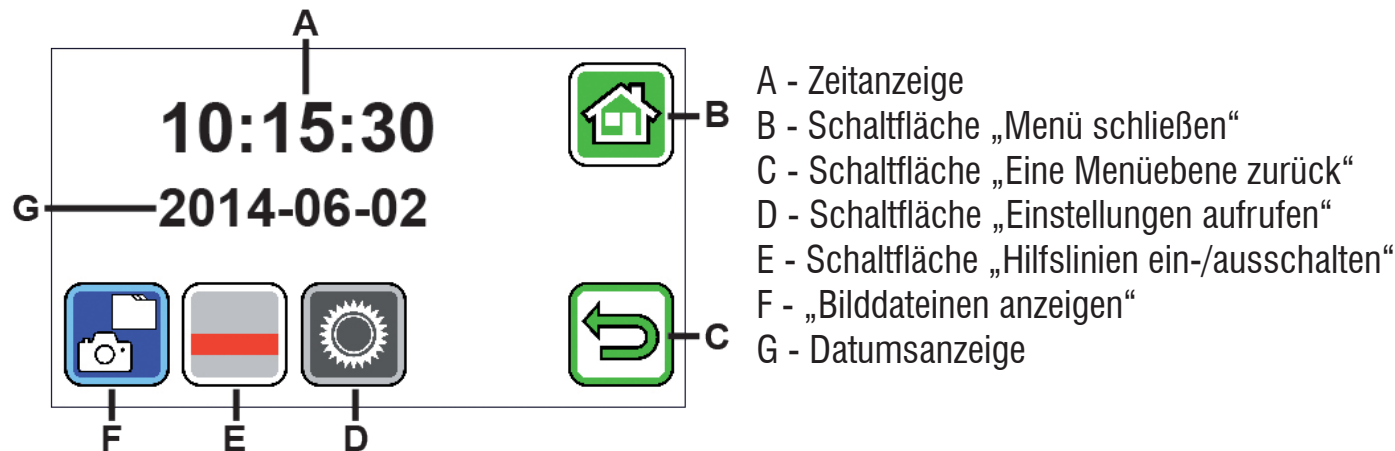 A
10:15:30
B
G
2014-06-02
F
E
D
C
A - Zeitanzeige
B - Schaltfläche „Menü schließen“
C - Schaltfläche „Eine Menüebene zurück“
D - Schaltfläche „Einstellungen aufrufen“
E - Schaltfläche „Hilfslinien ein-/ausschalten“
F - „Bilddateinen anzeigen“
G - Datumsanzeige